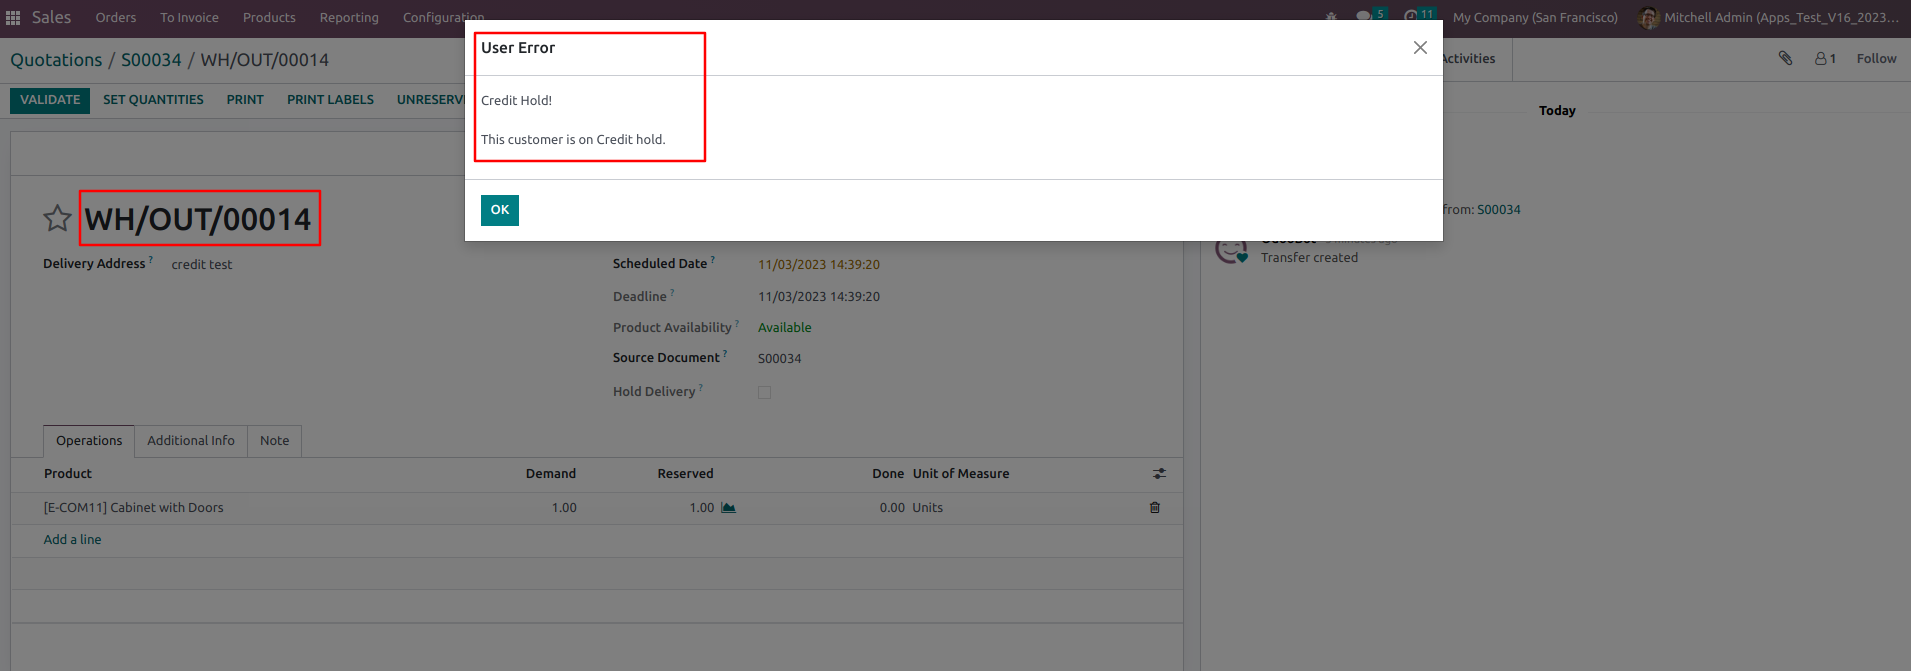 Sales Orders To Invoice Products Reporting Configuration 5 11 My Company (San Francisco) Mitchell Admin (Apps_Test_V16_2023...
Quotations / S00034 / WH/OUT/00014
Activities 1 Follow
VALIDATE SET QUANTITIES PRINT PRINT LABELS UNRESERV
User Error
Credit Hold!
This customer is on Credit hold.
OK
Today
WH/OUT/00014
from: S00034
Transfer created
Delivery Address ? credit test
Scheduled Date ? 11/03/2023 14:39:20
Deadline ? 11/03/2023 14:39:20
Product Availability ? Available
Source Document ? S00034
Hold Delivery ?
Operations Additional Info Note
Product Demand Reserved Done Unit of Measure
[E-COM11] Cabinet with Doors 1.00 1.00 0.00 Units
Add a line